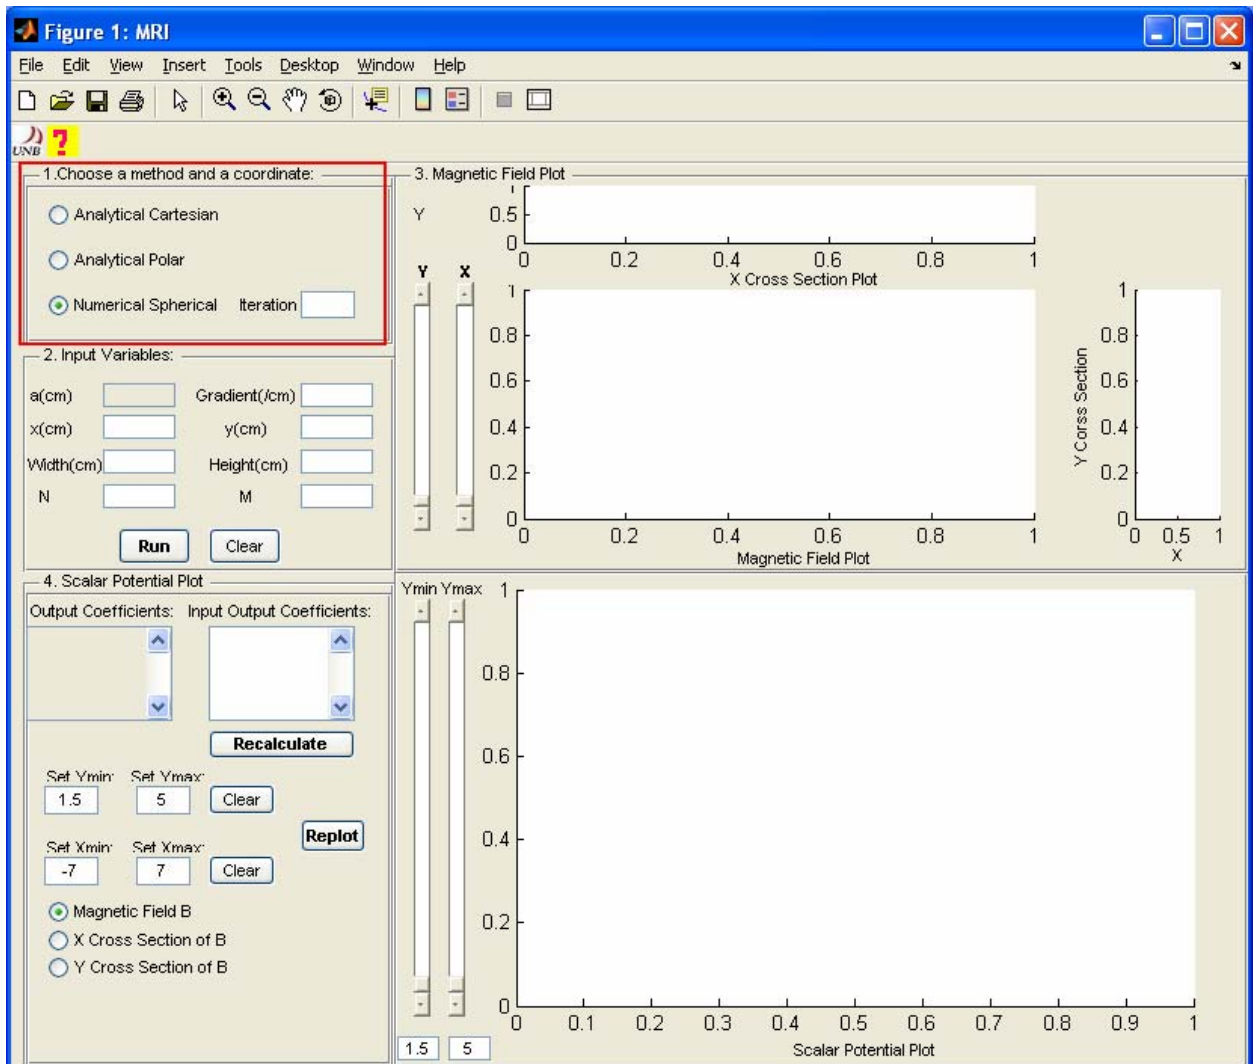 Figure 1: MRI
File Edit View Insert Tools Desktop Window Help
UNB ?
1.Choose a method and a coordinate:
Analytical Cartesian
Analytical Polar
Numerical Spherical Iteration
2. Input Variables:
a(cm) Gradient(/cm)
x(cm) y(cm)
Width(cm) Height(cm)
N M
Run Clear
3. Magnetic Field Plot
Y
1
0.5
0
0 0.2 0.4 0.6 0.8 1
X Cross Section Plot
Y X
1
0.8
0.6
0.4
0.2
0
0 0.2 0.4 0.6 0.8 1
Magnetic Field Plot
Y Corss Section
1
0.8
0.6
0.4
0.2
0
0 0.5 1
X
4. Scalar Potential Plot
Output Coefficients: Input Output Coefficients:
Recalculate
Set Ymin: Set Ymax:
1.5 5 Clear
Replot
Set Xmin: Set Xmax:
-7 7 Clear
Magnetic Field B
X Cross Section of B
Y Cross Section of B
Ymin Ymax
1
0.8
0.6
0.4
0.2
0
0 0.1 0.2 0.3 0.4 0.5 0.6 0.7 0.8 0.9 1
1.5 5
Scalar Potential Plot